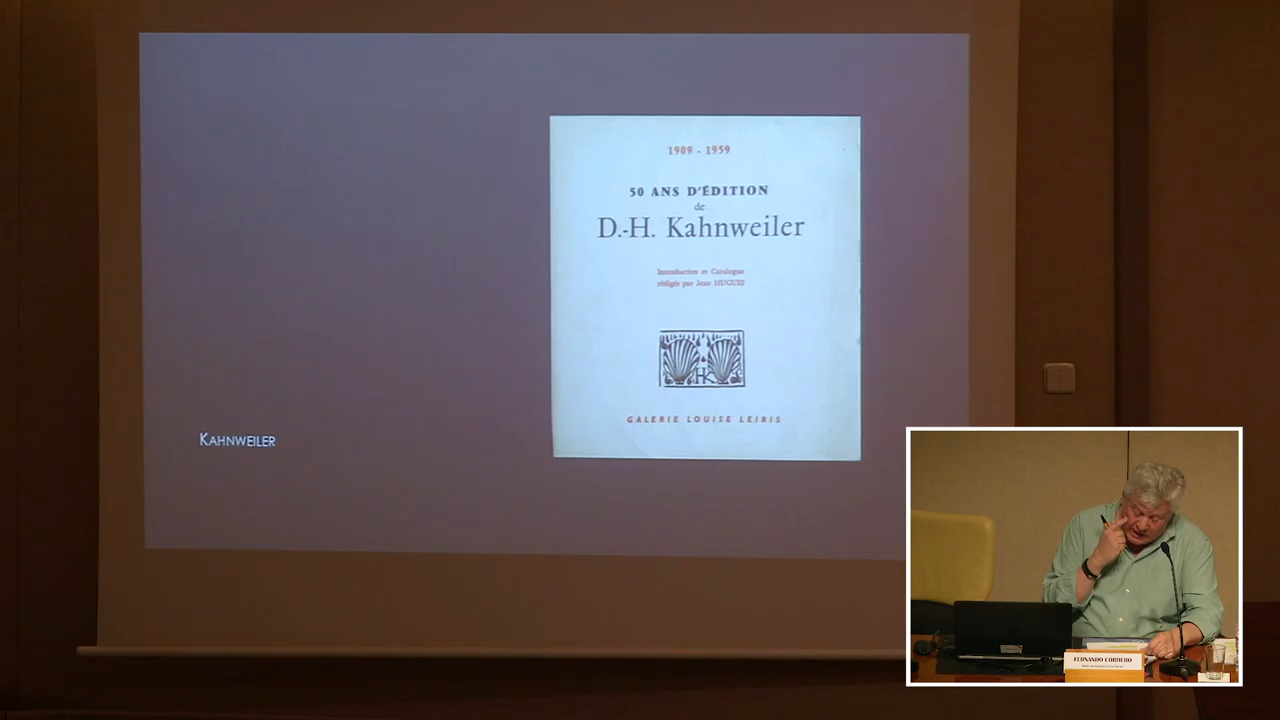 1909 - 1959
50 ANS D'ÉDITION
de
D.-H. Kahnweiler
Introduction et Catalogue
rédigés par Jean HUGUES
HK
GALERIE LOUISE LEIRIS
KAHNWEILER
FERNANDO CORDERO